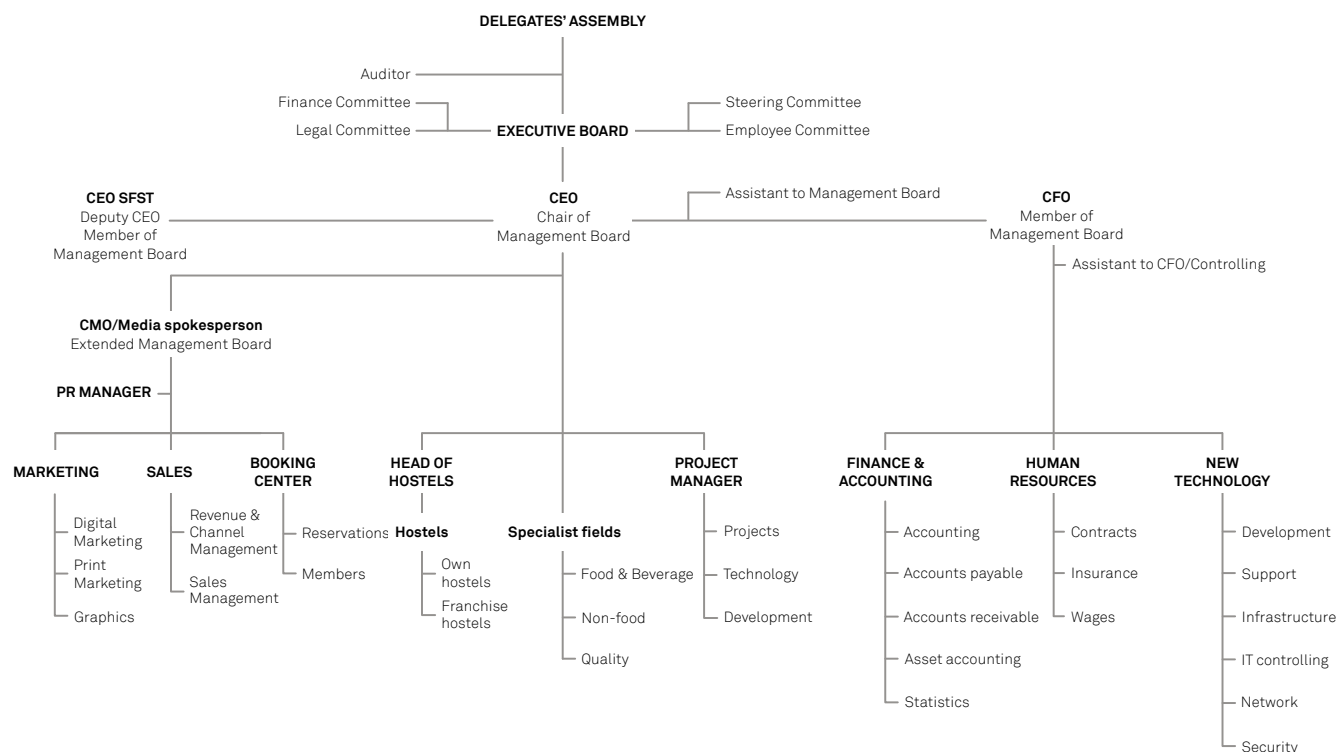 DELEGATES' ASSEMBLY
Auditor
Finance Committee
Legal Committee
EXECUTIVE BOARD
Steering Committee
Employee Committee
CEO SFST
Deputy CEO
Member of
Management Board
CEO
Chair of
Management Board
Assistant to Management Board
CFO
Member of
Management Board
Assistant to CFO/Controlling
CMO/Media spokesperson
Extended Management Board
PR MANAGER
MARKETING
Digital
Marketing
Print
Marketing
Graphics
SALES
Revenue &
Channel
Management
Sales
Management
BOOKING
CENTER
Reservations
Members
HEAD OF
HOSTELS
Hostels
Own
hostels
Franchise
hostels
Specialist fields
Food & Beverage
Non-food
Quality
PROJECT
MANAGER
Projects
Technology
Development
FINANCE &
ACCOUNTING
Accounting
Accounts payable
Accounts receivable
Asset accounting
Statistics
HUMAN
RESOURCES
Contracts
Insurance
Wages
NEW
TECHNOLOGY
Development
Support
Infrastructure
IT controlling
Network
Security